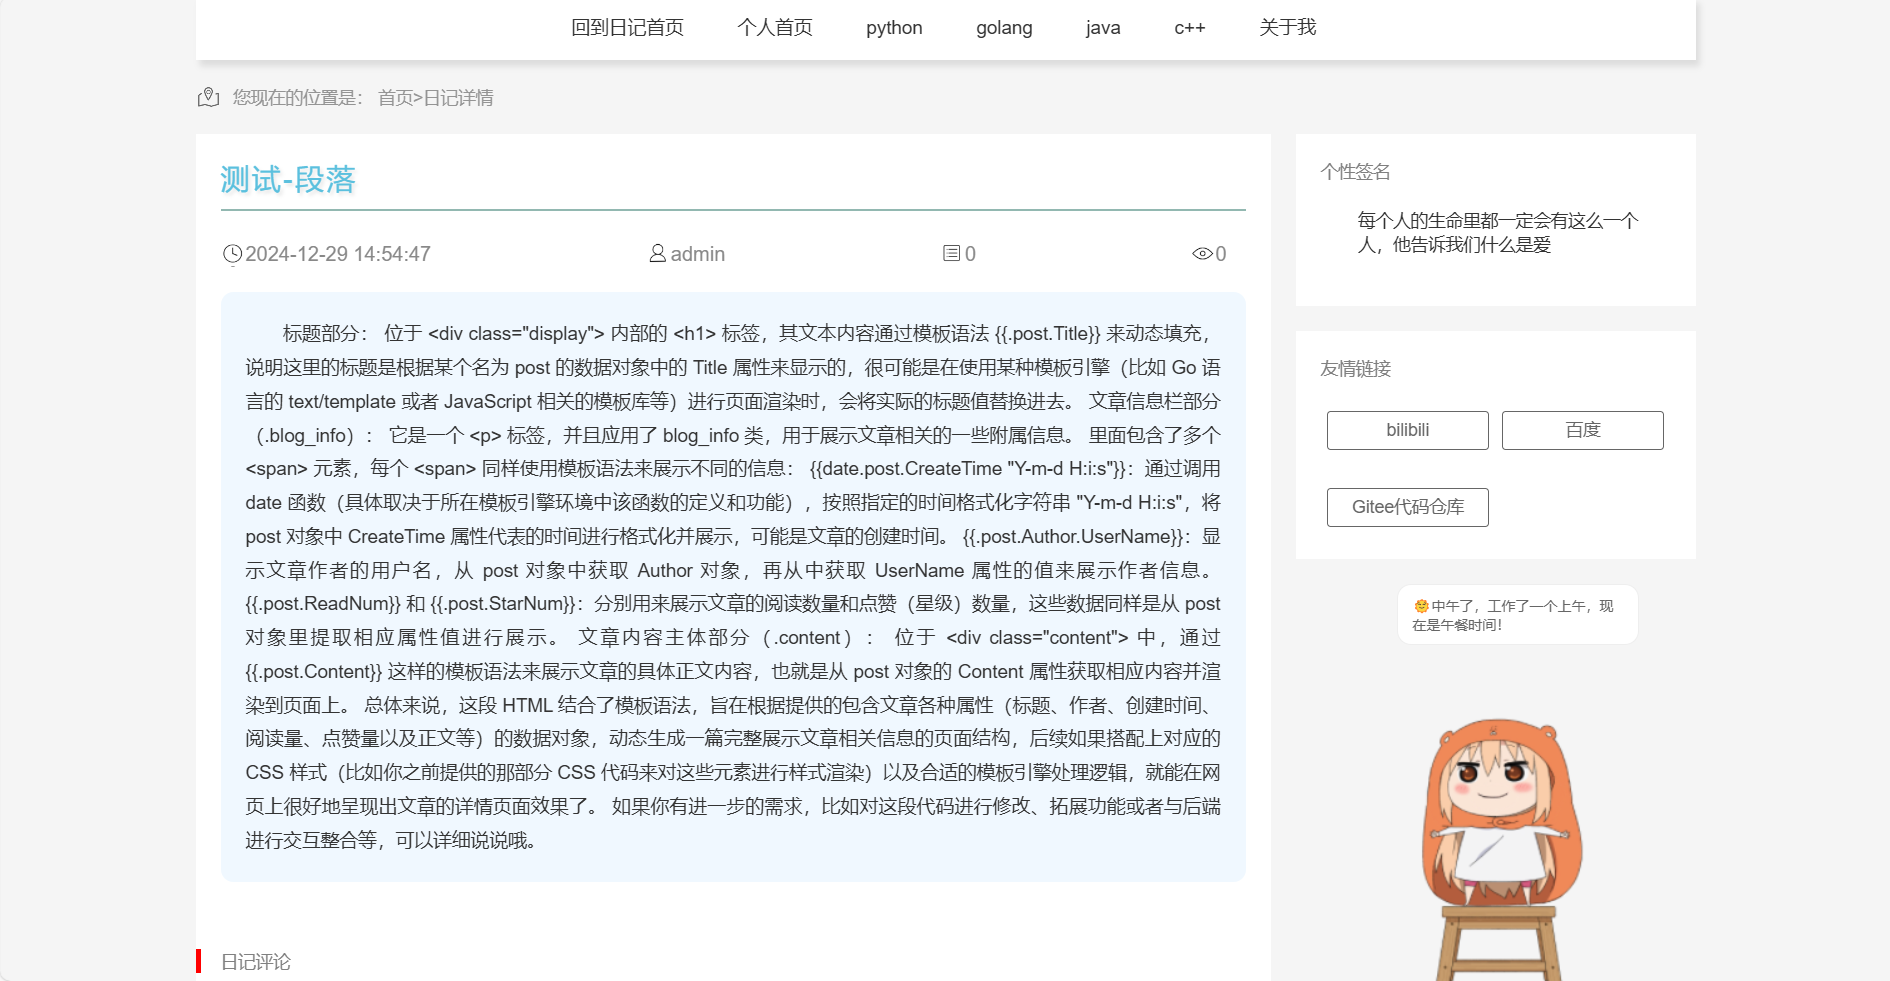 回到日记首页 个人首页 python golang java c++ 关于我
您现在的位置是： 首页>日记详情
测试-段落
2024-12-29 14:54:47 admin 0 0
标题部分： 位于 <div class="display"> 内部的 <h1> 标签，其文本内容通过模板语法 {{.post.Title}} 来动态填充，
说明这里的标题是根据某个名为 post 的数据对象中的 Title 属性来显示的，很可能是在使用某种模板引擎（比如 Go 语
言的 text/template 或者 JavaScript 相关的模板库等）进行页面渲染时，会将实际的标题值替换进去。 文章信息栏部分
（.blog_info）： 它是一个 <p> 标签，并且应用了 blog_info 类，用于展示文章相关的一些附属信息。 里面包含了多个
<span> 元素，每个 <span> 同样使用模板语法来展示不同的信息： {{date.post.CreateTime "Y-m-d H:i:s"}}：通过调用
date 函数（具体取决于所在模板引擎环境中该函数的定义和功能），按照指定的时间格式化字符串 "Y-m-d H:i:s"，将
post 对象中 CreateTime 属性代表的时间进行格式化并展示，可能是文章的创建时间。 {{.post.Author.UserName}}：显
示文章作者的用户名，从 post 对象中获取 Author 对象，再从中获取 UserName 属性的值来展示作者信息。
{{.post.ReadNum}} 和 {{.post.StarNum}}：分别用来展示文章的阅读数量和点赞（星级）数量，这些数据同样是从 post
对象里提取相应属性值进行展示。 文章内容主体部分（.content）： 位于 <div class="content"> 中，通过
{{.post.Content}} 这样的模板语法来展示文章的具体正文内容，也就是从 post 对象的 Content 属性获取相应内容并渲
染到页面上。 总体来说，这段 HTML 结合了模板语法，旨在根据提供的包含文章各种属性（标题、作者、创建时间、
阅读量、点赞量以及正文等）的数据对象，动态生成一篇完整展示文章相关信息的页面结构，后续如果搭配上对应的
CSS 样式（比如你之前提供的那部分 CSS 代码来对这些元素进行样式渲染）以及合适的模板引擎处理逻辑，就能在网
页上很好地呈现出文章的详情页面效果了。 如果你有进一步的需求，比如对这段代码进行修改、拓展功能或者与后端
进行交互整合等，可以详细说说哦。
日记评论
个性签名
每个人的生命里都一定会有这么一个
人，他告诉我们什么是爱
友情链接
bilibili 百度
Gitee代码仓库
🌞中午了，工作了一个上午，现
在是午餐时间！